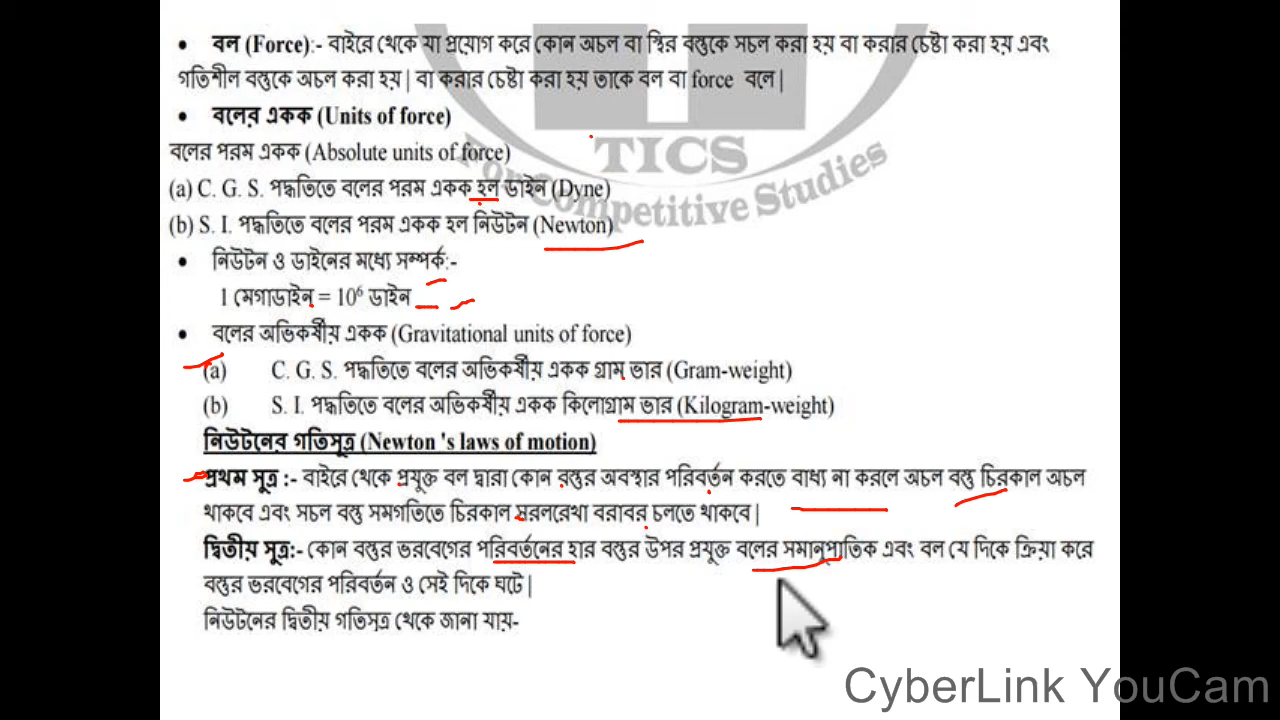 • বল (Force):- বাইরে থেকে যা প্রয়োগ করে কোন অচল বা স্থির বস্তুকে সচল করা হয় বা করার চেষ্টা করা হয় এবং
গতিশীল বস্তুকে অচল করা হয়| বা করার চেষ্টা করা হয় তাকে বল বা force বলে|
• বলের একক (Units of force)
বলের পরম একক (Absolute units of force)
(a) C. G. S. পদ্ধতিতে বলের পরম একক হল ডাইন (Dyne)
(b) S. I. পদ্ধতিতে বলের পরম একক হল নিউটন (Newton)
• নিউটন ও ডাইনের মধ্যে সম্পর্ক:-
1 মেগাডাইন = 10⁶ ডাইন
• বলের অভিকর্ষীয় একক (Gravitational units of force)
(a) C. G. S. পদ্ধতিতে বলের অভিকর্ষীয় একক গ্রাম ভার (Gram-weight)
(b) S. I. পদ্ধতিতে বলের অভিকর্ষীয় একক কিলোগ্রাম ভার (Kilogram-weight)
নিউটনের গতিসূত্র (Newton 's laws of motion)
প্রথম সূত্র :- বাইরে থেকে প্রযুক্ত বল দ্বারা কোন বস্তুর অবস্থার পরিবর্তন করতে বাধ্য না করলে অচল বস্তু চিরকাল অচল
থাকবে এবং সচল বস্তু সমগতিতে চিরকাল সরলরেখা বরাবর চলতে থাকবে|
দ্বিতীয় সূত্র:- কোন বস্তুর ভরবেগের পরিবর্তনের হার বস্তুর উপর প্রযুক্ত বলের সমানুপাতিক এবং বল যে দিকে ক্রিয়া করে
বস্তুর ভরবেগের পরিবর্তন ও সেই দিকে ঘটে|
নিউটনের দ্বিতীয় গতিসূত্র থেকে জানা যায়-
TICS
For Competitive Studies
CyberLink YouCam